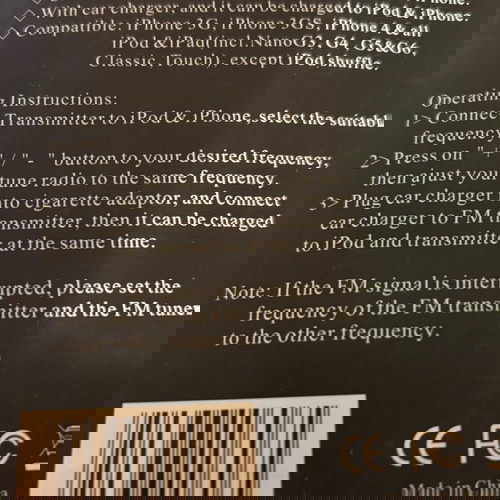 ◇With car charger, and it can be charged to iPod & iPhone.
◇Compatible: iPhone 3G, iPhone 3GS, iPhone 4 & all
iPod & iPad(incl.NanoG3, G4, G5&G6,
Classic, Touch), except iPod shuffle.
Operating Instructions:
1> Connect Transmitter to iPod & iPhone, select the suitabl
frequency
2> Press on "+" / "-" button to your desired frequency,
then ajust your tune radio to the same frequency.
3> Plug car charger into cigarette adaptor, and connect
car charger to FM transmitter, then it can be charged
to iPod and transmitte at the same time.
Note: If the FM signal is interrupted, please set the
frequency of the FM transmitter and the FM tune
to the other frequency.
CE FC
Made in China